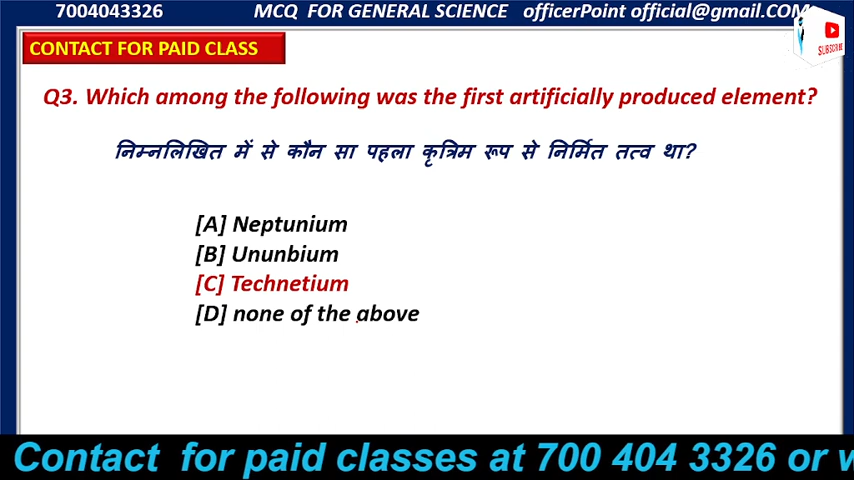 7004043326 MCQ FOR GENERAL SCIENCE officerPoint official@gmail.COM
SUBSCRIBE
CONTACT FOR PAID CLASS
Q3. Which among the following was the first artificially produced element?
निम्नलिखित में से कौन सा पहला कृत्रिम रूप से निर्मित तत्व था?
[A] Neptunium
[B] Ununbium
[C] Technetium
[D] none of the above
Contact for paid classes at 700 404 3326 or w